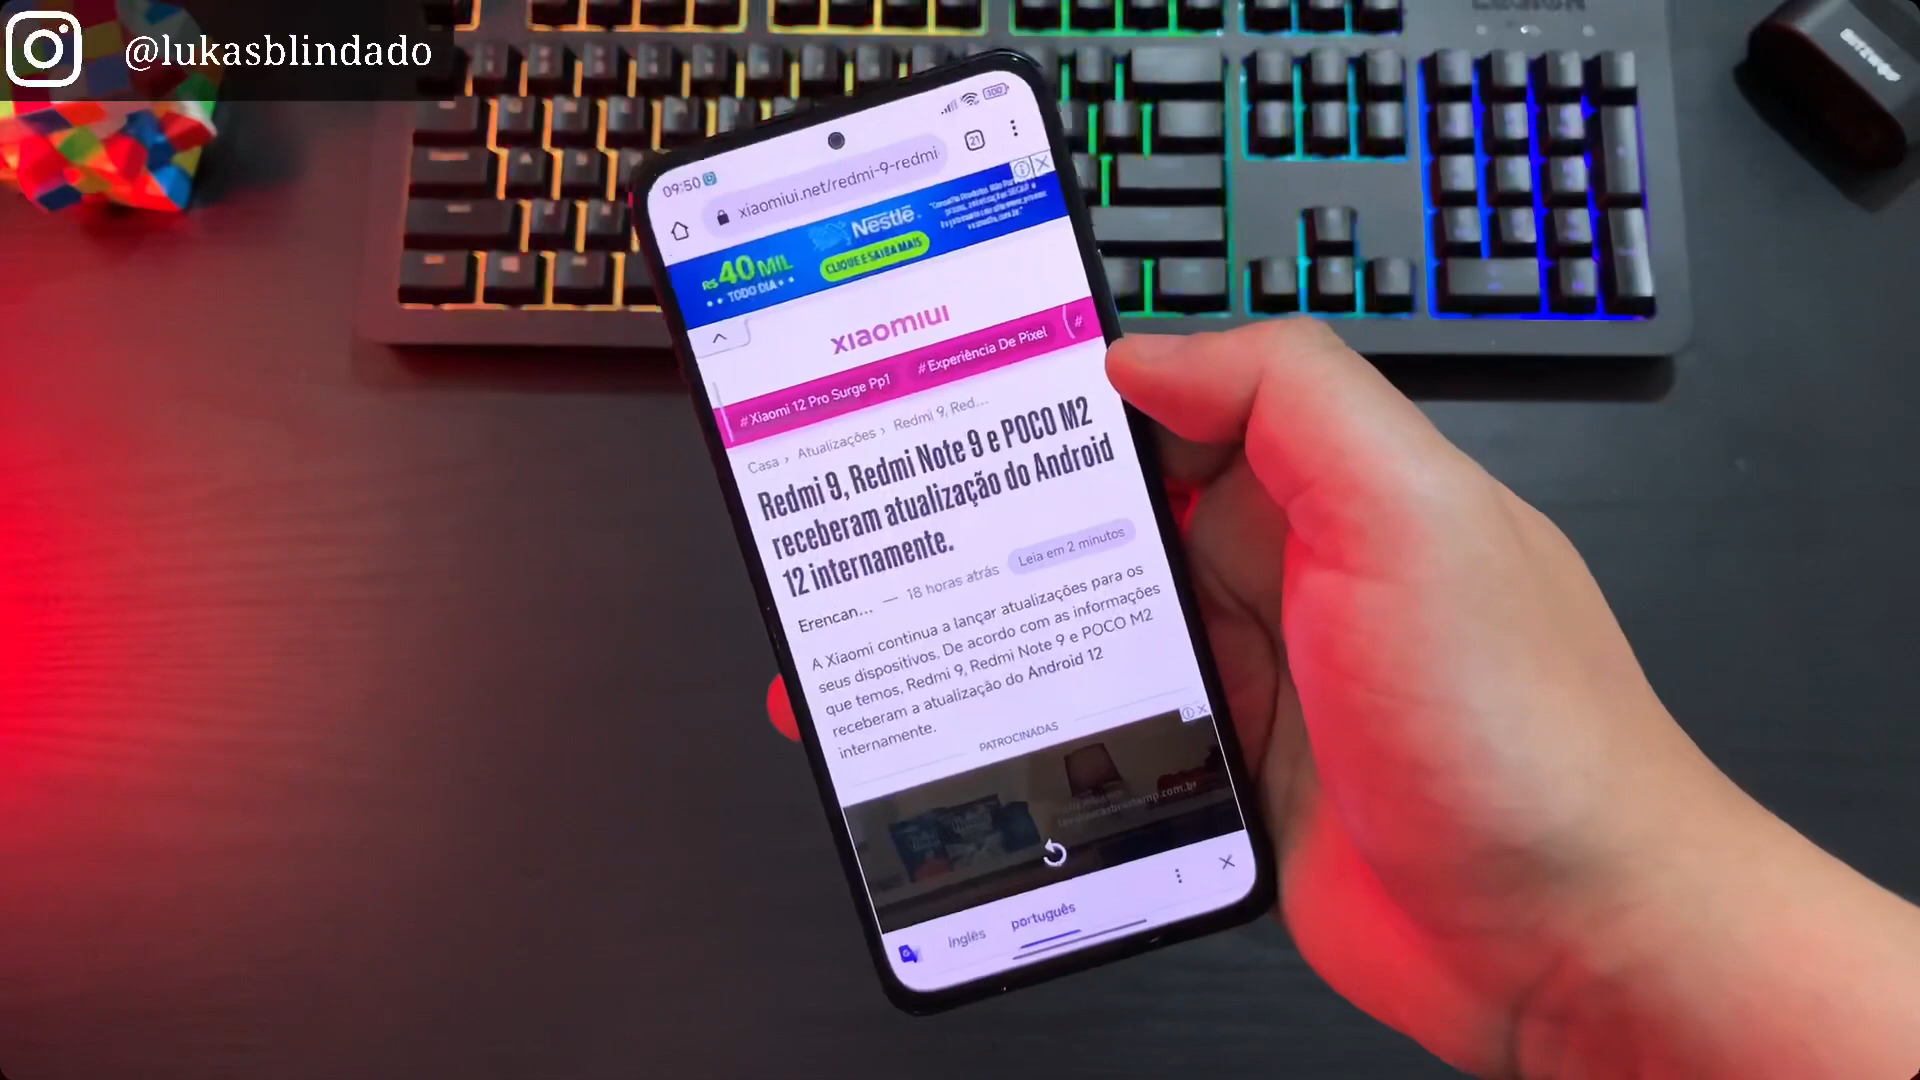 @lukasblindado
LEGION
BLITZWOLF
09:50
100
xiaomiui.net/redmi-9-redmi
21
R$ 40 MIL
• • TODO DIA • •
Nestlé
CLIQUE E SAIBA MAIS
xiaomiui
#Xiaomi 12 Pro Surge Pp1
#Experiência De Pixel
#
Casa › Atualizações › Redmi 9, Red...
Redmi 9, Redmi Note 9 e POCO M2
receberam atualização do Android
12 internamente.
Erencan... — 18 horas atrás
Leia em 2 minutos
A Xiaomi continua a lançar atualizações para os
seus dispositivos. De acordo com as informações
que temos, Redmi 9, Redmi Note 9 e POCO M2
receberam a atualização do Android 12
internamente.
PATROCINADAS
Inglês
português